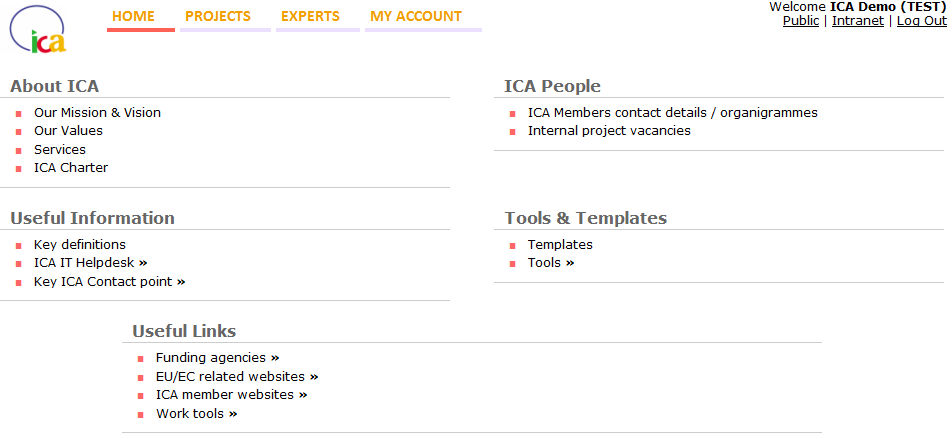 ica
HOME PROJECTS EXPERTS MY ACCOUNT
Welcome ICA Demo (TEST)
Public | Intranet | Log Out
About ICA
Our Mission & Vision
Our Values
Services
ICA Charter
ICA People
ICA Members contact details / organigrammes
Internal project vacancies
Useful Information
Key definitions
ICA IT Helpdesk »
Key ICA Contact point »
Tools & Templates
Templates
Tools »
Useful Links
Funding agencies »
EU/EC related websites »
ICA member websites »
Work tools »